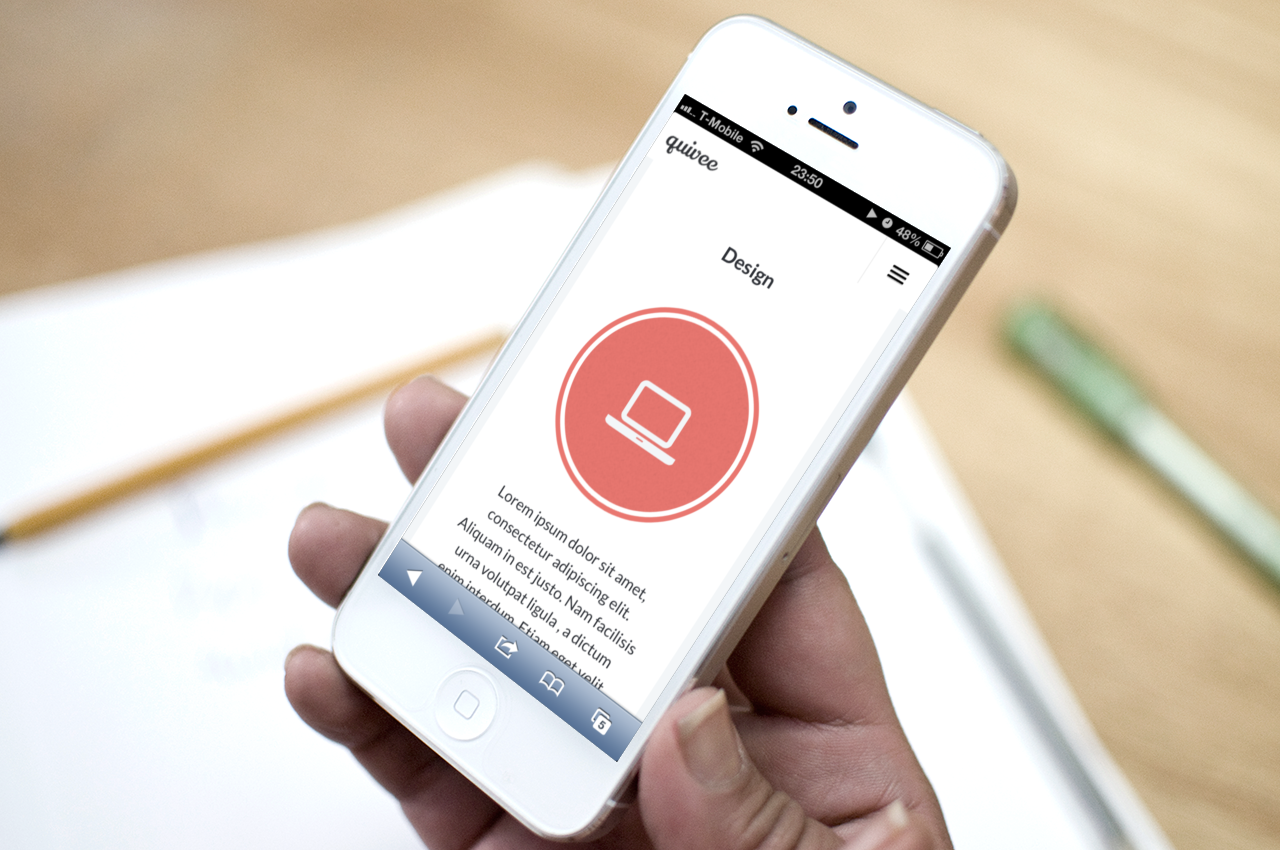 T-Mobile 23:50 48%
quivee
Design
Lorem ipsum dolor sit amet,
consectetur adipiscing elit.
Aliquam in est justo. Nam facilisis
urna volutpat ligula , a dictum
enim interdum. Etiam eget velit
5